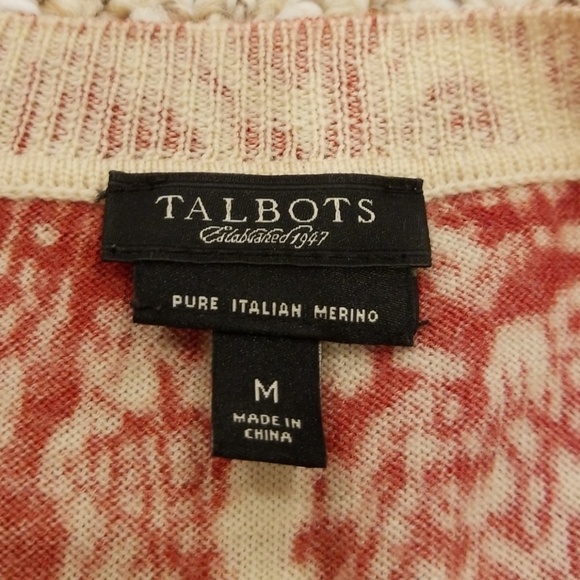 TALBOTS
Established 1947
PURE ITALIAN MERINO
M
MADE IN
CHINA